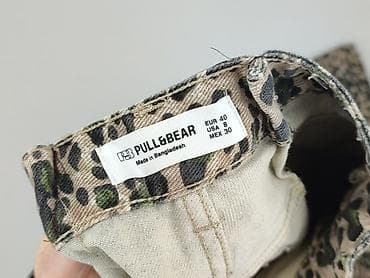 PULL&BEAR
Made in Bangladesh
EUR 40
USA 8
MEX 30